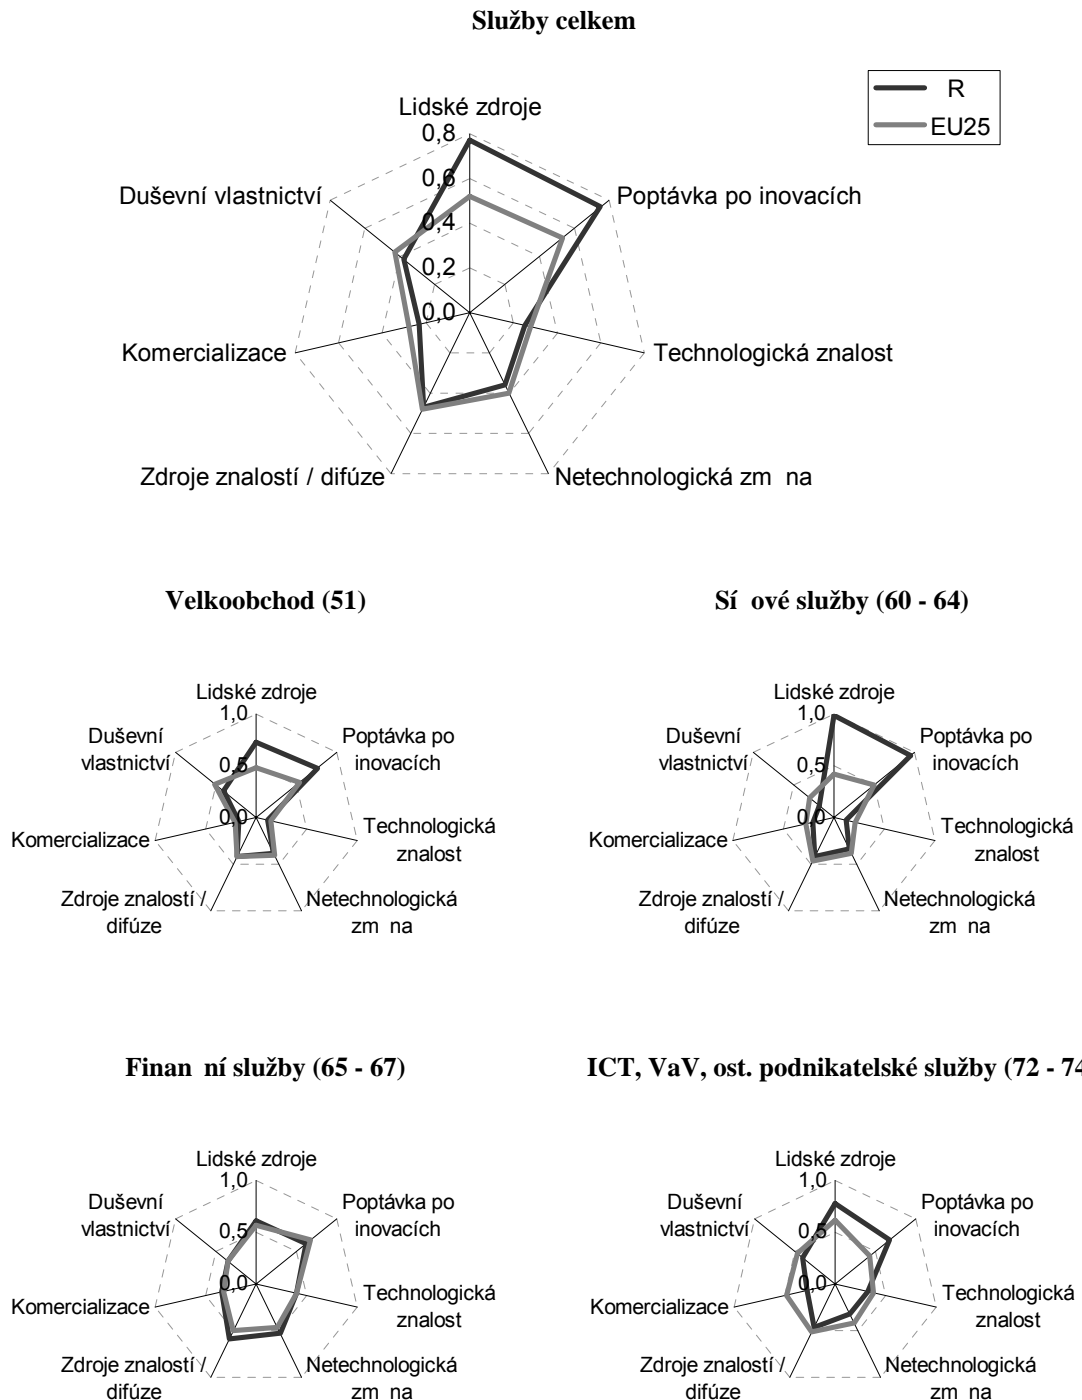 Služby celkem
R
EU25
Lidské zdroje
0,8
0,6
0,4
0,2
0,0
Duševní vlastnictví
Poptávka po inovacích
Komercializace
Technologická znalost
Zdroje znalostí / difúze
Netechnologická zm na
Velkoobchod (51)
Lidské zdroje
1,0
0,5
0,0
Duševní
vlastnictví
Poptávka po
inovacích
Komercializace
Technologická
znalost
Zdroje znalostí /
difúze
Netechnologická
zm na
Sí ové služby (60 - 64)
Lidské zdroje
1,0
0,5
0,0
Duševní
vlastnictví
Poptávka po
inovacích
Komercializace
Technologická
znalost
Zdroje znalostí /
difúze
Netechnologická
zm na
Finan ní služby (65 - 67)
Lidské zdroje
1,0
0,5
0,0
Duševní
vlastnictví
Poptávka po
inovacích
Komercializace
Technologická
znalost
Zdroje znalostí /
difúze
Netechnologická
zm na
ICT, VaV, ost. podnikatelské služby (72 - 74
Lidské zdroje
1,0
0,5
0,0
Duševní
vlastnictví
Poptávka po
inovacích
Komercializace
Technologická
znalost
Zdroje znalostí /
difúze
Netechnologická
zm na